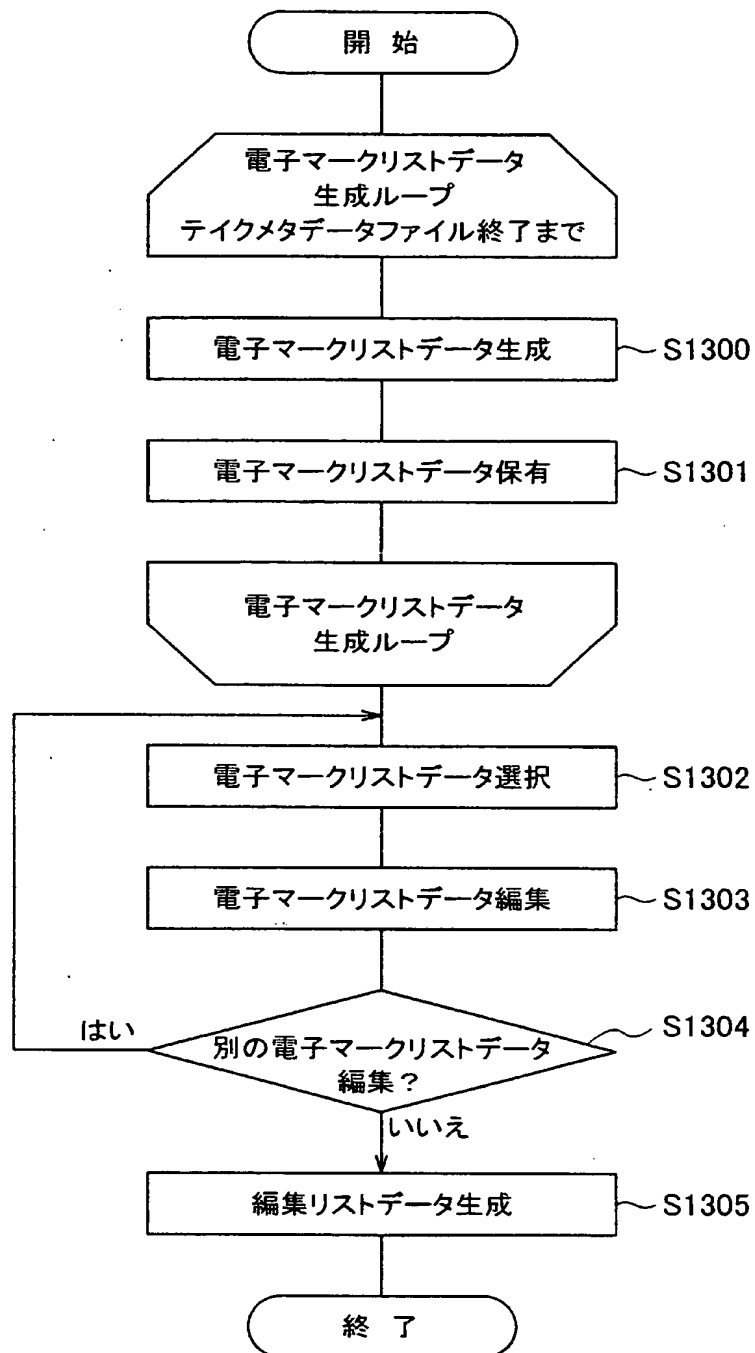 開始
電子マークリストデータ
生成ループ
テイクメタデータファイル終了まで
電子マークリストデータ生成
S1300
電子マークリストデータ保有
S1301
電子マークリストデータ
生成ループ
電子マークリストデータ選択
S1302
電子マークリストデータ編集
S1303
はい
別の電子マークリストデータ
編集?
S1304
いいえ
編集リストデータ生成
S1305
終了